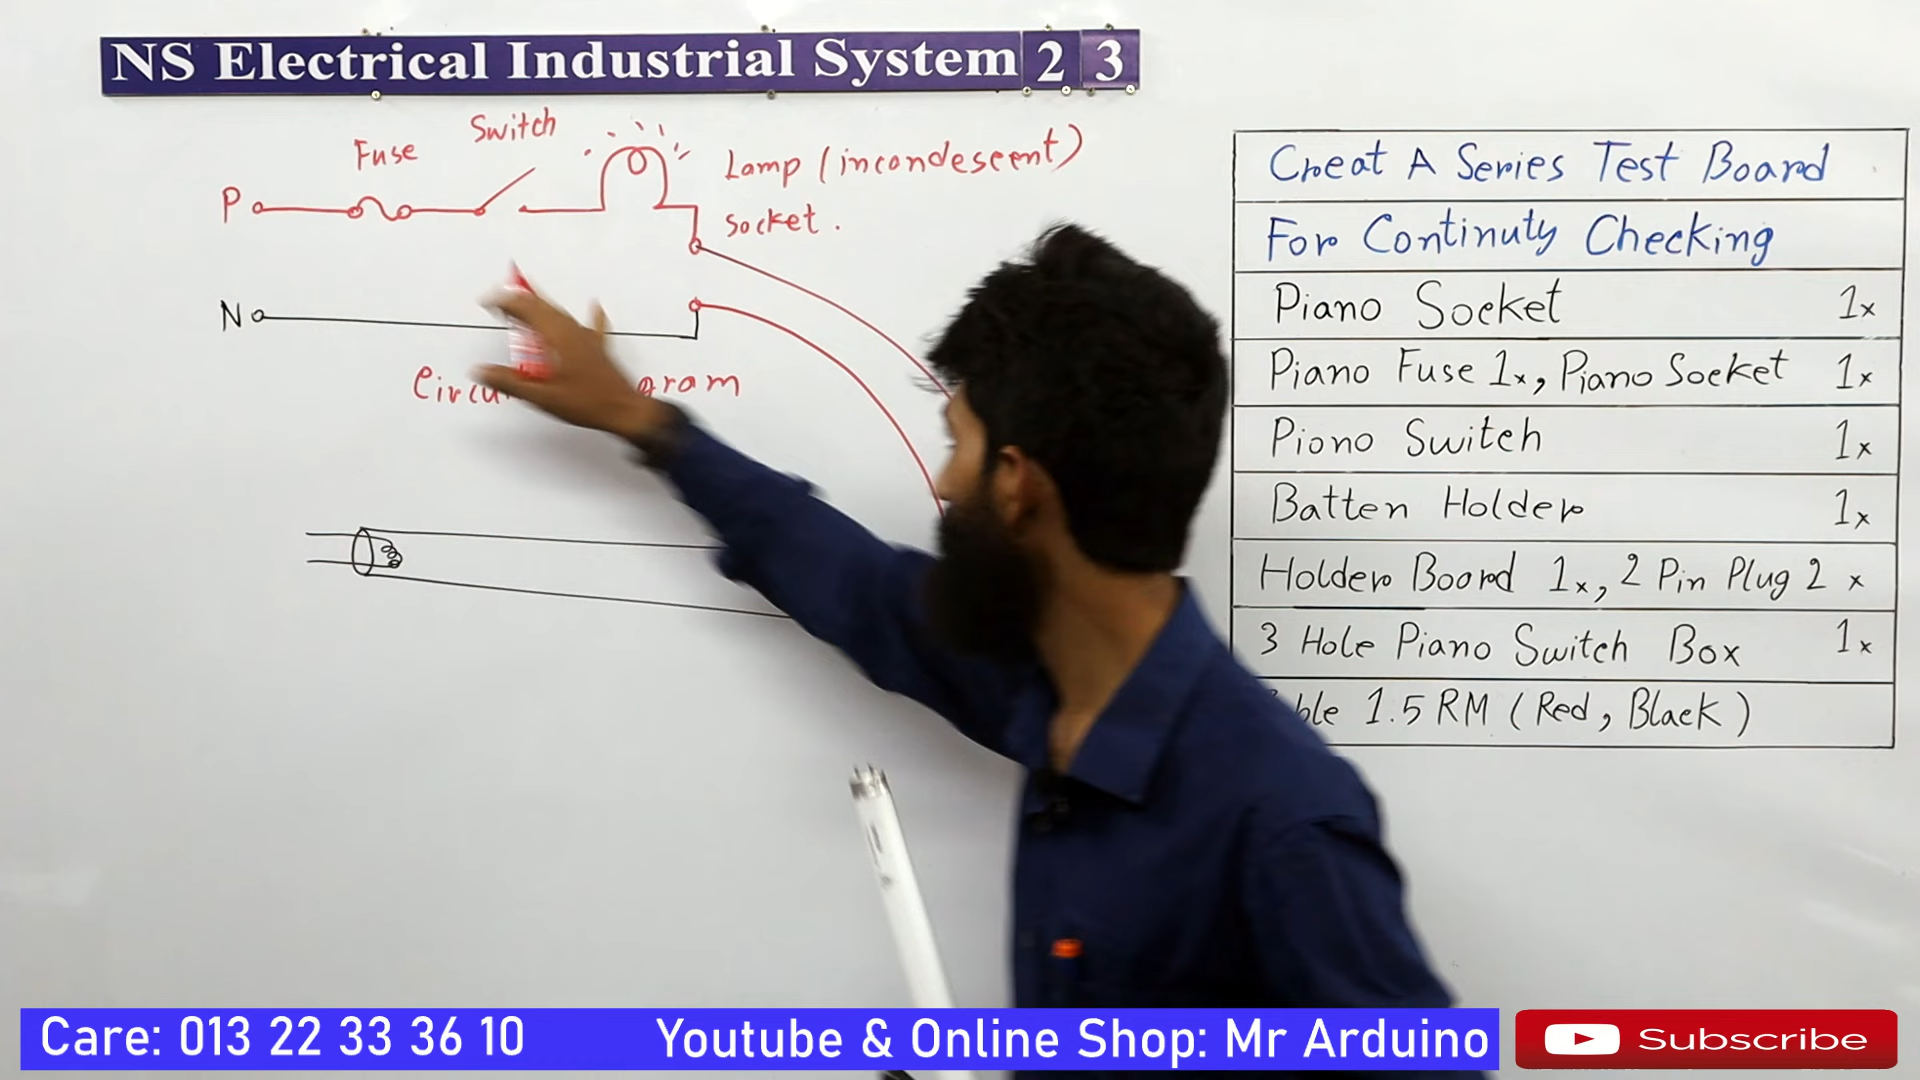 NS Electrical Industrial System 2 3
Switch
Fuse
Lamp (incandescent)
P
socket.
N
gram
Creat A Series Test Board
For Continuty Checking
Piano Socket 1x
Piano Fuse 1x, Piano Socket 1x
Piono Switch 1x
Batten Holder 1x
Holder Board 1x, 2 Pin Plug 2 x
3 Hole Piano Switch Box 1x
ble 1.5 RM (Red, Black)
Care: 013 22 33 36 10 Youtube & Online Shop: Mr Arduino
Subscribe